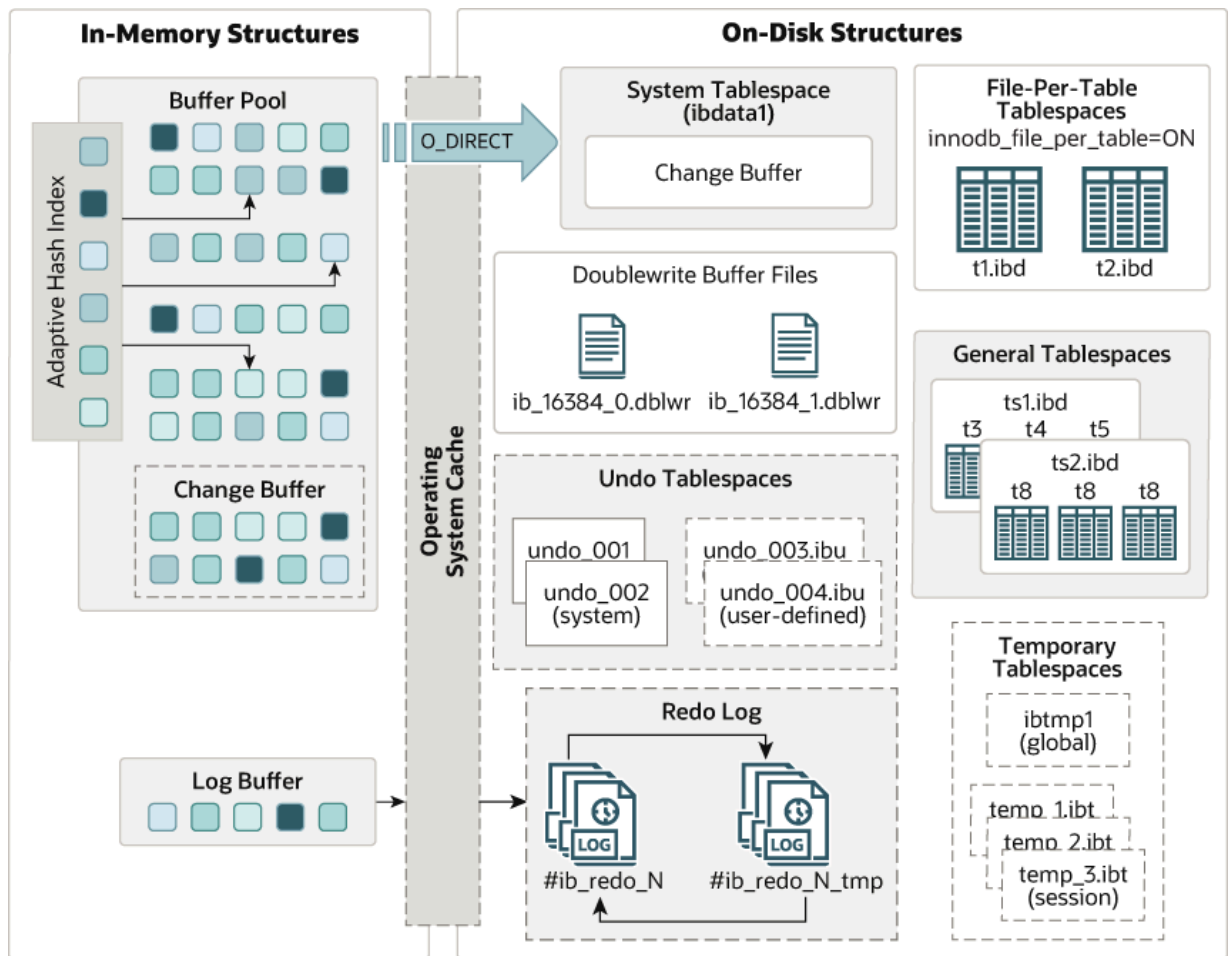 In-Memory Structures
Buffer Pool
Adaptive Hash Index
Change Buffer
Log Buffer
Operating
System Cache
On-Disk Structures
O_DIRECT
System Tablespace
(ibdata1)
Change Buffer
Doublewrite Buffer Files
ib_16384_0.dblwr
ib_16384_1.dblwr
Undo Tablespaces
undo_001
undo_002
(system)
undo_003.ibu
undo_004.ibu
(user-defined)
Redo Log
LOG
#ib_redo_N
LOG
#ib_redo_N_tmp
File-Per-Table
Tablespaces
innodb_file_per_table=ON
t1.ibd
t2.ibd
General Tablespaces
ts1.ibd
t3 t4 t5
ts2.ibd
t8 t8 t8
Temporary
Tablespaces
ibtmp1
(global)
temp_1.ibt
temp_2.ibt
temp_3.ibt
(session)